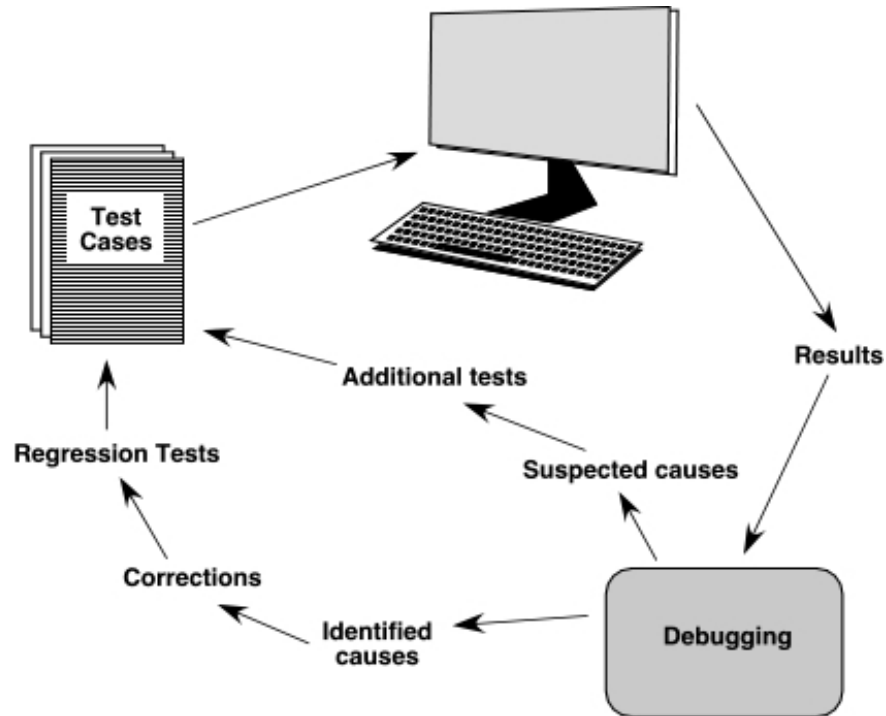 Test
Cases
Results
Additional tests
Regression Tests
Suspected causes
Corrections
Identified
causes
Debugging